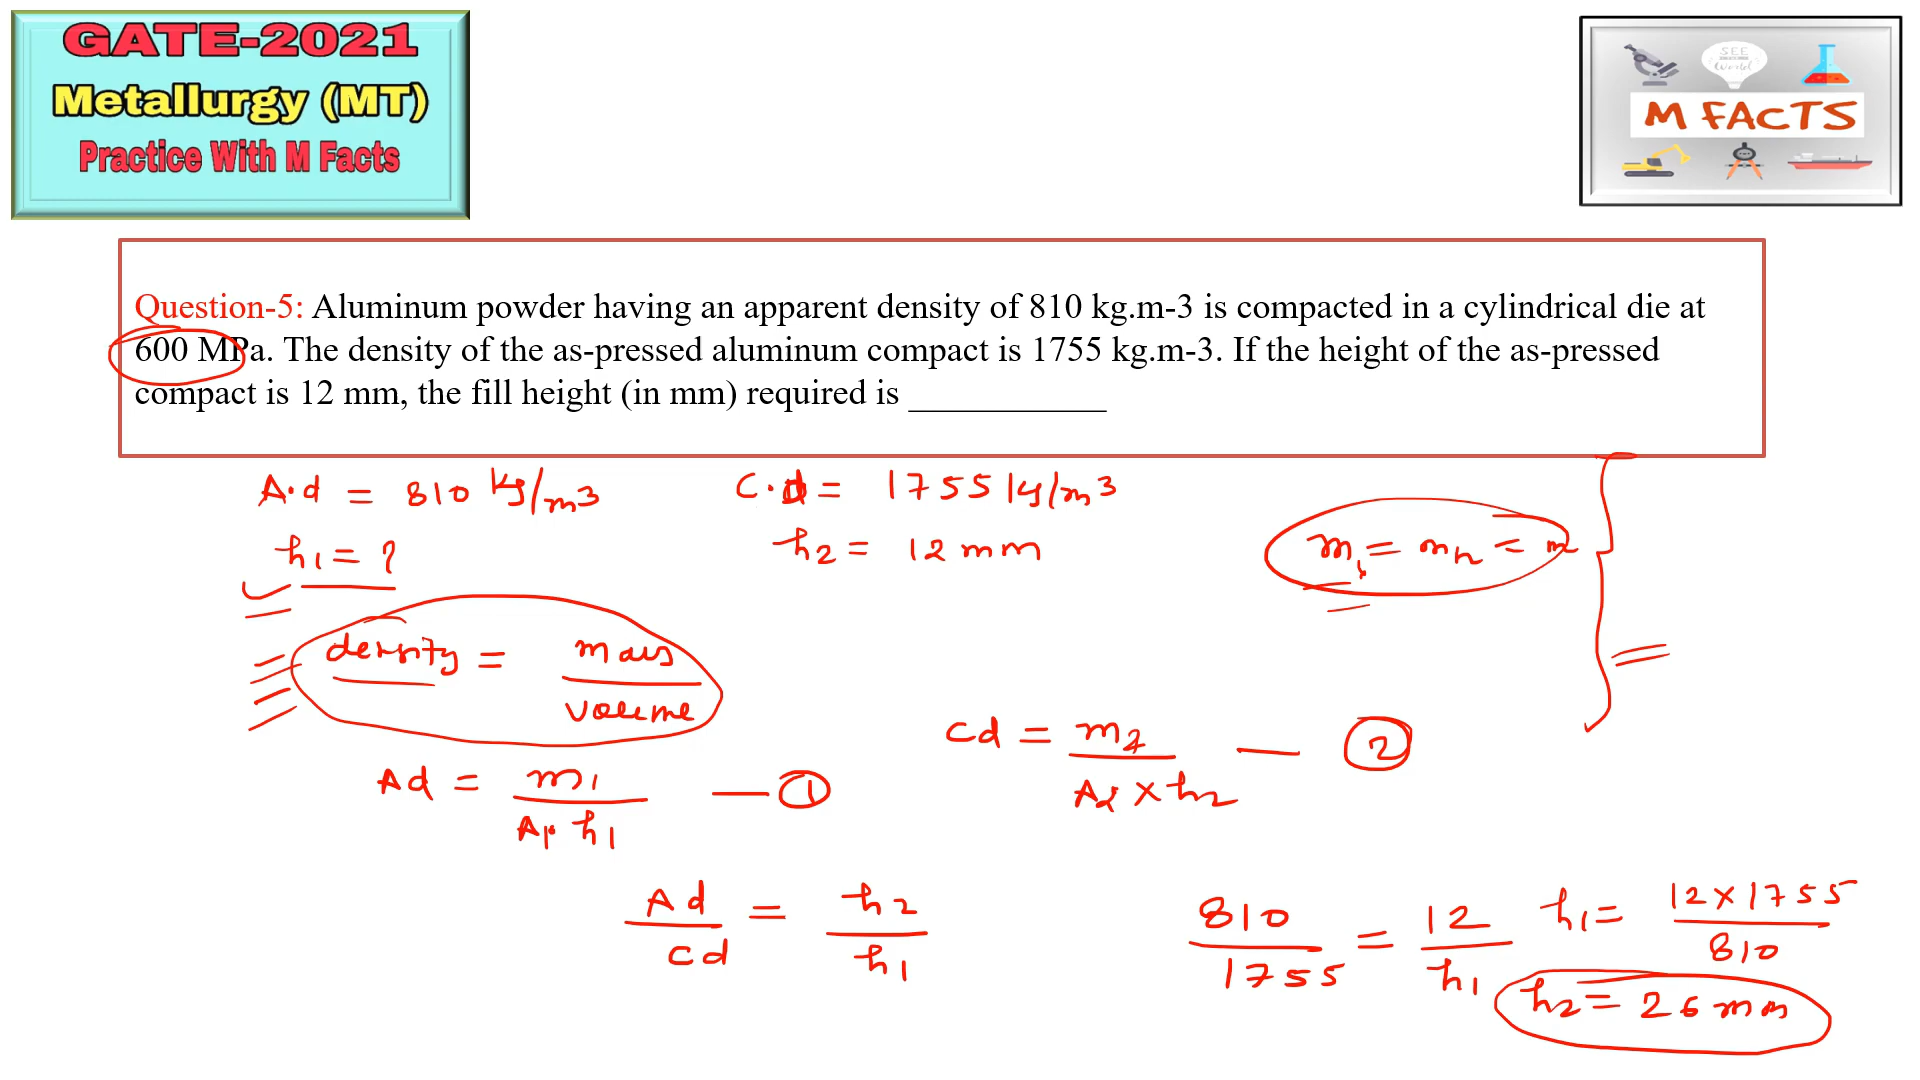 GATE-2021
Metallurgy (MT)
Practice With M Facts
SEE
THE
World
M FACTS
Question-5: Aluminum powder having an apparent density of 810 kg.m-3 is compacted in a cylindrical die at
600 MPa. The density of the as-pressed aluminum compact is 1755 kg.m-3. If the height of the as-pressed
compact is 12 mm, the fill height (in mm) required is ___________
A.d = 810 kg/m3
C.d = 1755 kg/m3
h1 = ?
h2 = 12 mm
m1 = m2 = m
density = mass
volume
Ad = m1
A1 h1
— 1
Cd = m2
A2 × h2
— 2
Ad
Cd
= h2
h1
810
1755
= 12
h1
h1 = 12 × 1755
810
h2 = 26 mm